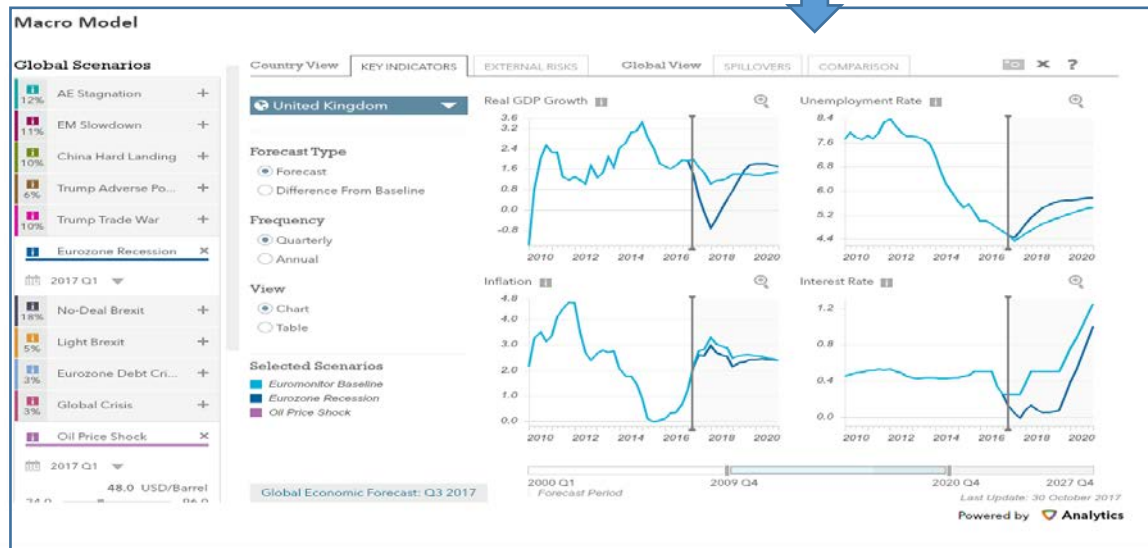 Macro Model
Global Scenarios
12% AE Stagnation +
11% EM Slowdown +
10% China Hard Landing +
6% Trump Adverse Po... +
10% Trump Trade War +
Eurozone Recession ×
2017 Q1
18% No-Deal Brexit +
5% Light Brexit +
3% Eurozone Debt Cri... +
3% Global Crisis +
Oil Price Shock ×
2017 Q1
48.0 USD/Barrel
Country View KEY INDICATORS EXTERNAL RISKS Global View SPILLOVERS COMPARISON × ?
United Kingdom
Forecast Type
Forecast
Difference From Baseline
Frequency
Quarterly
Annual
View
Chart
Table
Selected Scenarios
Euromonitor Baseline
Eurozone Recession
Oil Price Shock
Global Economic Forecast: Q3 2017
Real GDP Growth
3.6
3.2
2.4
1.6
0.8
0.0
-0.8
2010 2012 2014 2016 2018 2020
Unemployment Rate
8.4
7.6
6.8
6.0
5.2
4.4
2010 2012 2014 2016 2018 2020
Inflation
4.8
4.0
3.0
2.0
1.0
0.0
2010 2012 2014 2016 2018 2020
Interest Rate
1.2
0.8
0.4
0.0
2010 2012 2014 2016 2018 2020
2000 Q1 2009 Q4 2020 Q4 2027 Q4
Forecast Period
Last Update: 30 October 2017
Powered by Analytics